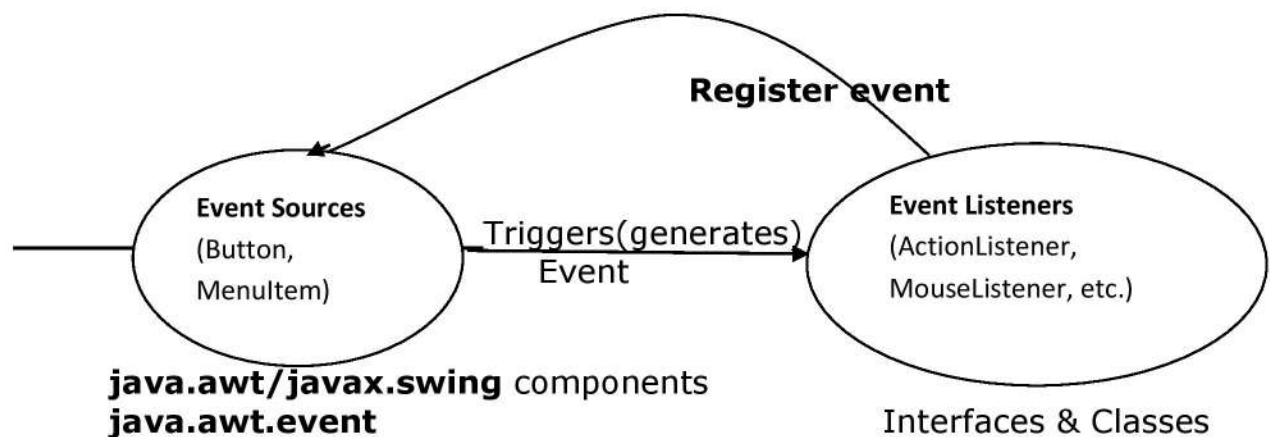 Register event
Event Sources
(Button,
MenuItem)
Triggers(generates)
Event
Event Listeners
(ActionListener,
MouseListener, etc.)
java.awt/javax.swing components
java.awt.event
Interfaces & Classes